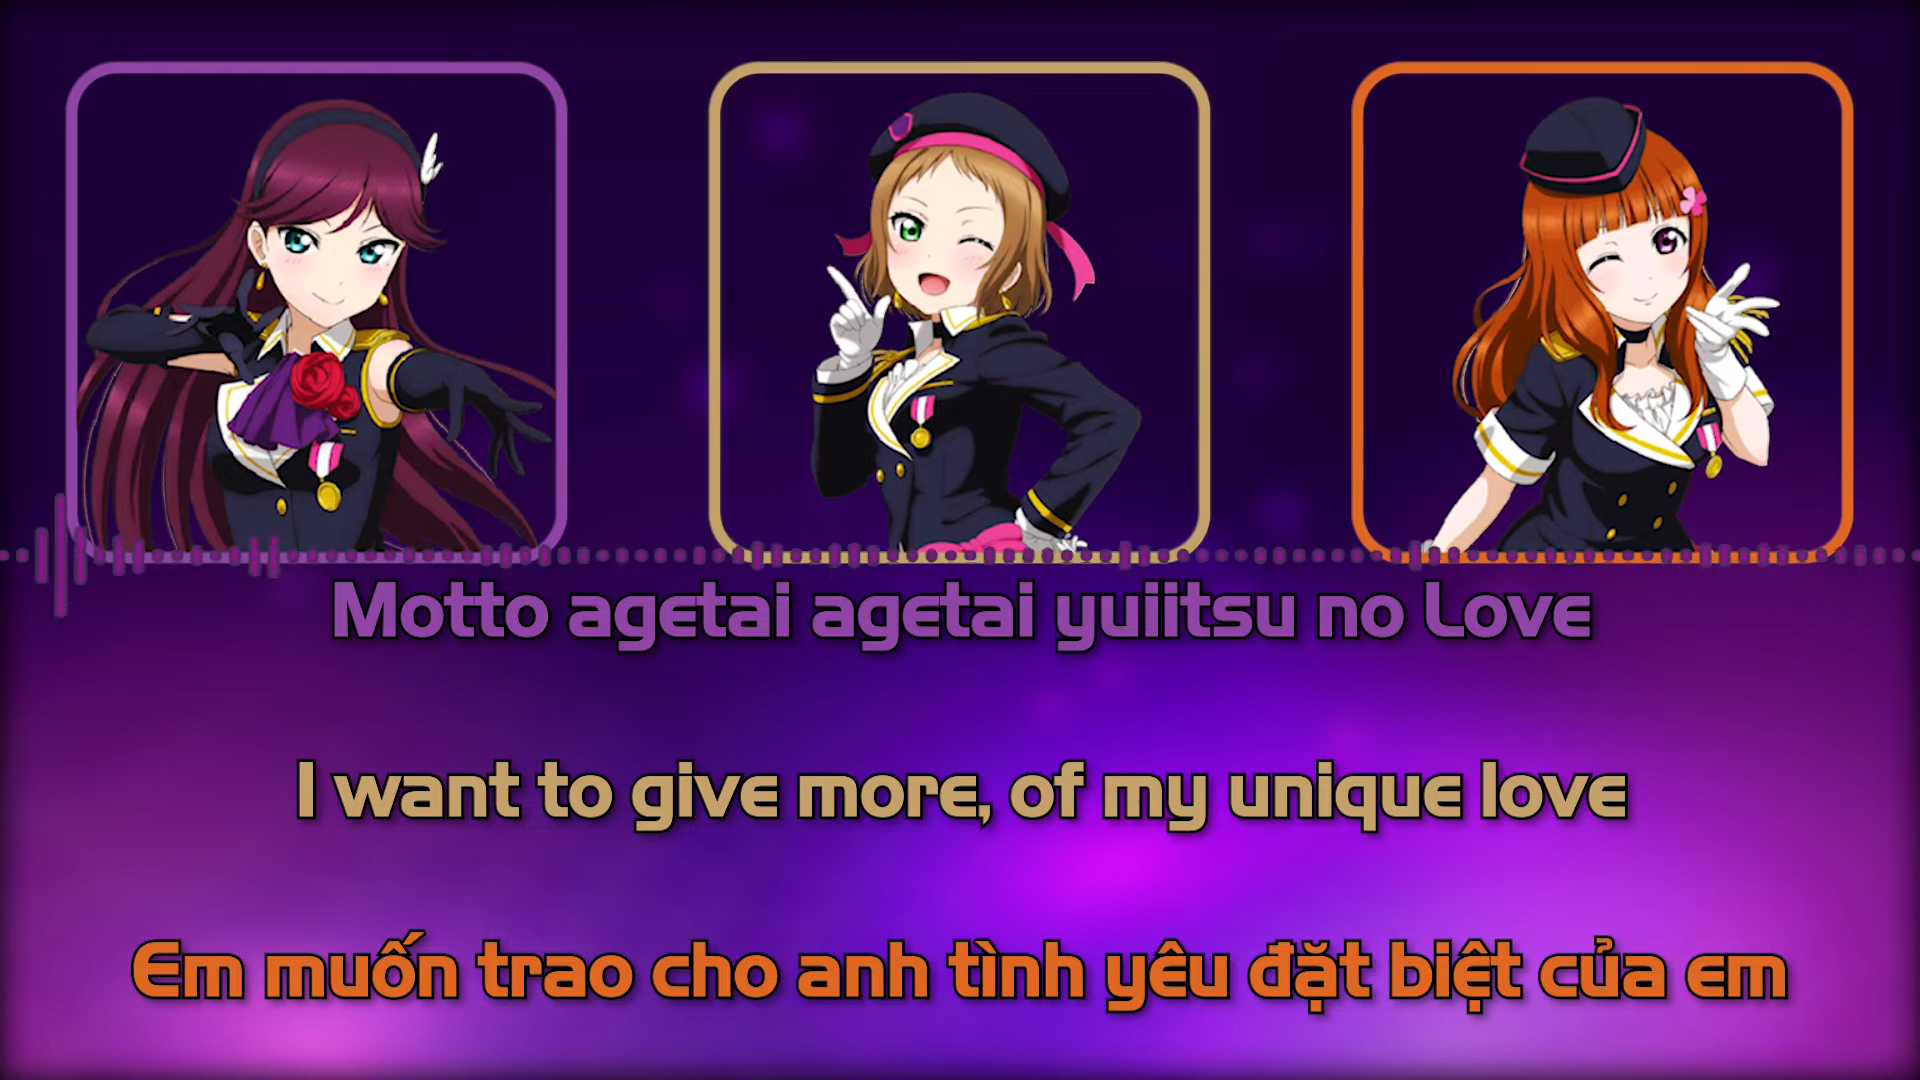 Motto agetai agetai yuiitsu no Love
I want to give more, of my unique love
Em muốn trao cho anh tình yêu đặt biệt của em